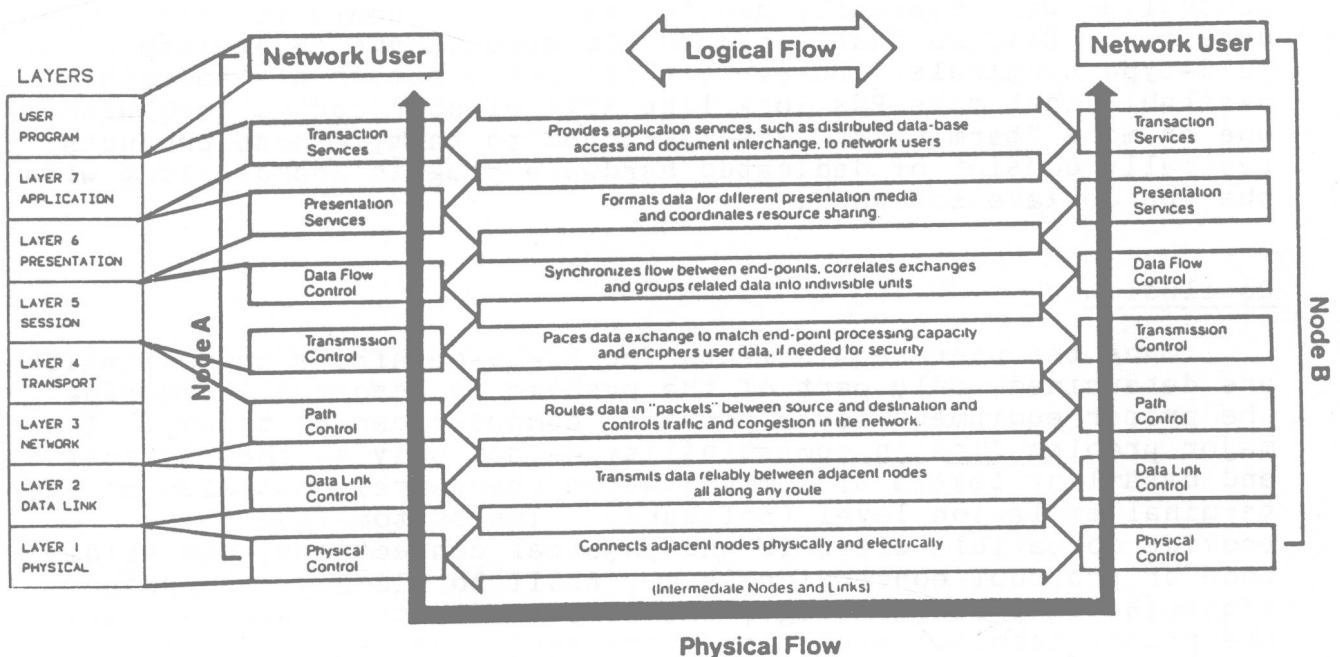 Network User
Logical Flow
Network User
LAYERS
USER
PROGRAM
LAYER 7
APPLICATION
LAYER 6
PRESENTATION
LAYER 5
SESSION
LAYER 4
TRANSPORT
LAYER 3
NETWORK
LAYER 2
DATA LINK
LAYER 1
PHYSICAL
Node A
Transaction
Services
Presentation
Services
Data Flow
Control
Transmission
Control
Path
Control
Data Link
Control
Physical
Control
Provides application services, such as distributed data-base
access and document interchange, to network users
Formats data for different presentation media
and coordinates resource sharing.
Synchronizes flow between end-points, correlates exchanges
and groups related data into indivisible units
Paces data exchange to match end-point processing capacity
and enciphers user data, if needed for security
Routes data in "packets" between source and destination and
controls traffic and congestion in the network.
Transmits data reliably between adjacent nodes
all along any route
Connects adjacent nodes physically and electrically
(Intermediate Nodes and Links)
Transaction
Services
Presentation
Services
Data Flow
Control
Transmission
Control
Path
Control
Data Link
Control
Physical
Control
Node B
Physical Flow